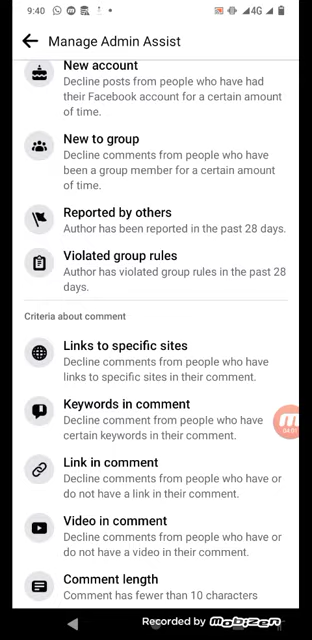 9:40
4G
Manage Admin Assist
New account
Decline posts from people who have had
their Facebook account for a certain amount
of time.
New to group
Decline comments from people who have
been a group member for a certain amount
of time.
Reported by others
Author has been reported in the past 28 days.
Violated group rules
Author has violated group rules in the past 28
days.
Criteria about comment
Links to specific sites
Decline comments from people who have
links to specific sites in their comment.
Keywords in comment
Decline comment from people who have
certain keywords in their comment.
04:01
Link in comment
Decline comments from people who have or
do not have a link in their comment.
Video in comment
Decline comments from people who have or
do not have a video in their comment.
Comment length
Comment has fewer than 10 characters
Recorded by mobizen